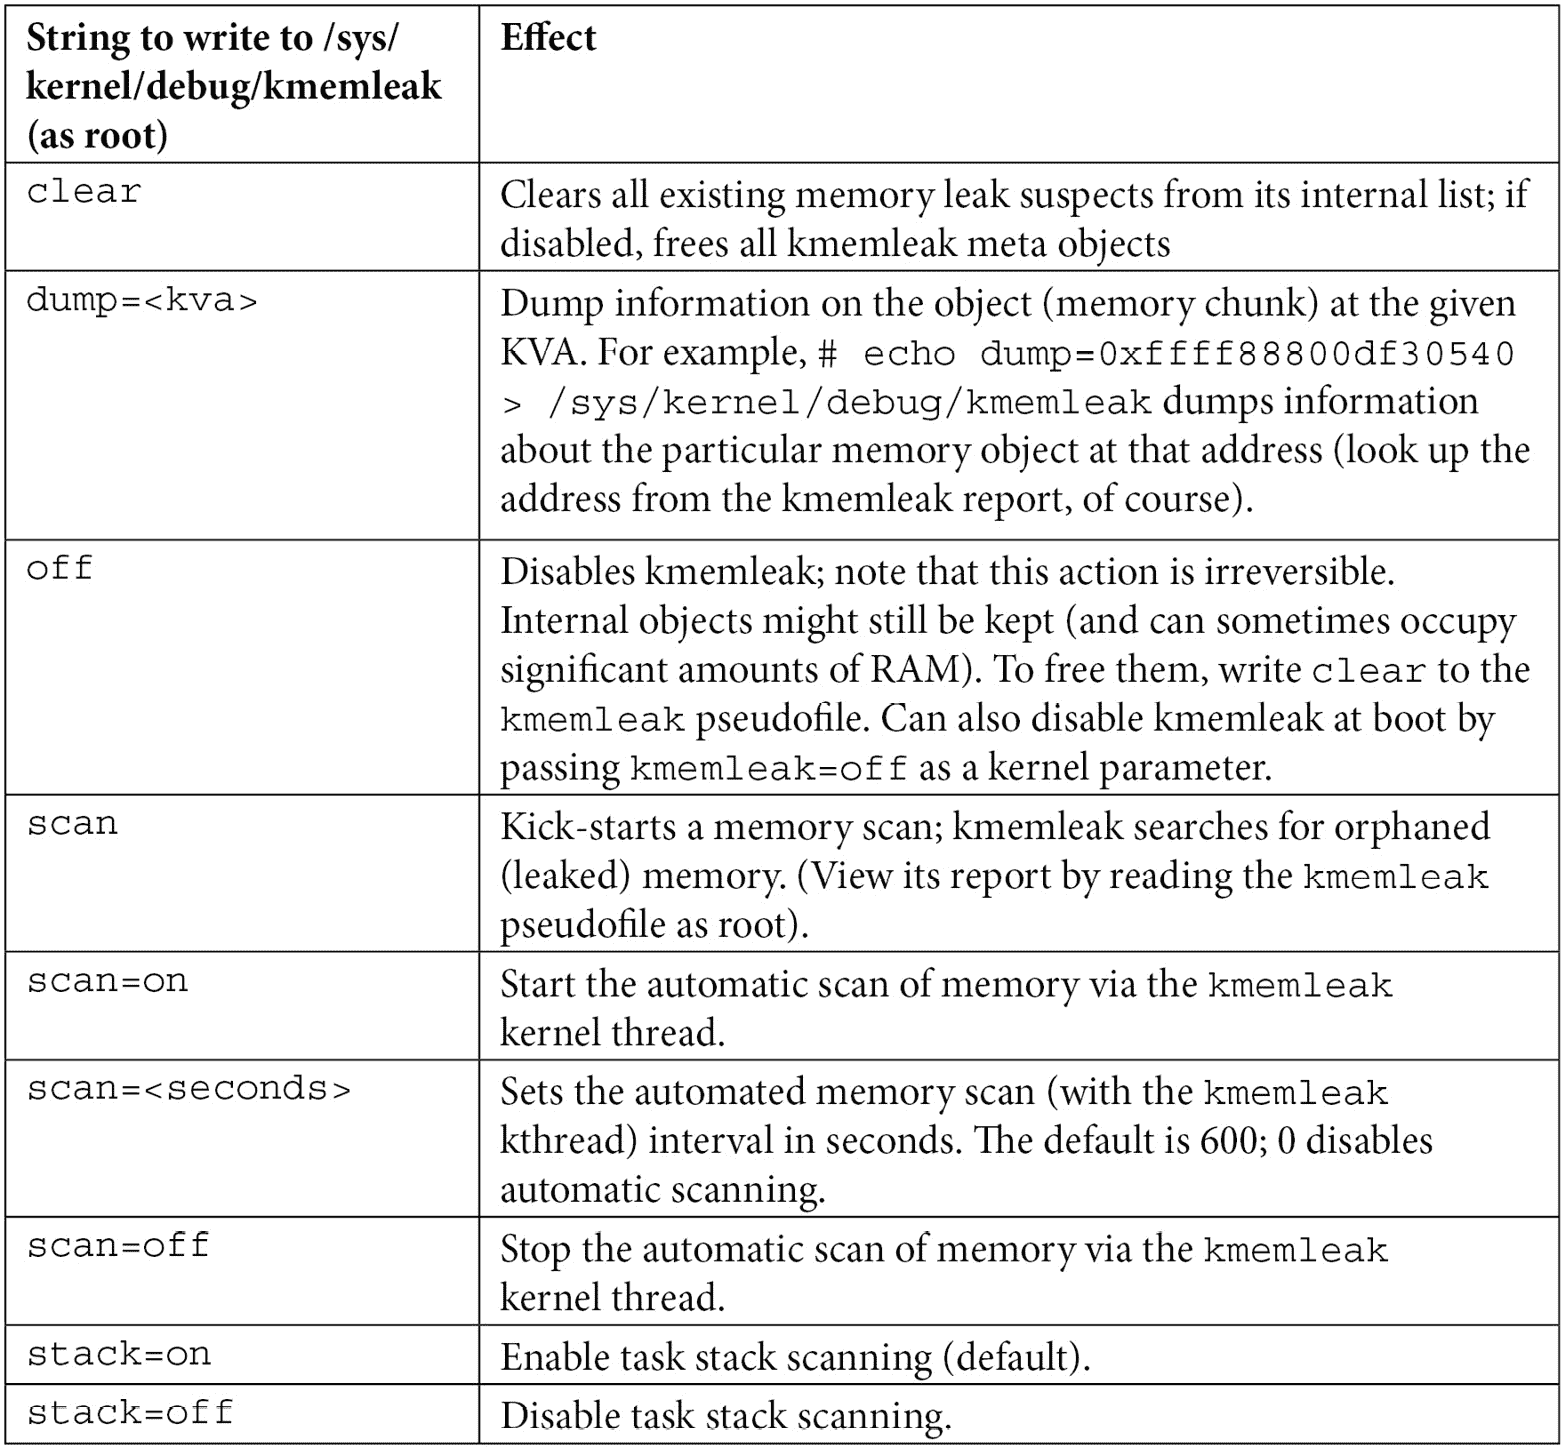 String to write to /sys/
kernel/debug/kmemleak
(as root)
Effect
clear
Clears all existing memory leak suspects from its internal list; if
disabled, frees all kmemleak meta objects
dump=<kva>
Dump information on the object (memory chunk) at the given
KVA. For example, # echo dump=0xffff88800df30540
> /sys/kernel/debug/kmemleak dumps information
about the particular memory object at that address (look up the
address from the kmemleak report, of course).
off
Disables kmemleak; note that this action is irreversible.
Internal objects might still be kept (and can sometimes occupy
significant amounts of RAM). To free them, write clear to the
kmemleak pseudofile. Can also disable kmemleak at boot by
passing kmemleak=off as a kernel parameter.
scan
Kick-starts a memory scan; kmemleak searches for orphaned
(leaked) memory. (View its report by reading the kmemleak
pseudofile as root).
scan=on
Start the automatic scan of memory via the kmemleak
kernel thread.
scan=<seconds>
Sets the automated memory scan (with the kmemleak
kthread) interval in seconds. The default is 600; 0 disables
automatic scanning.
scan=off
Stop the automatic scan of memory via the kmemleak
kernel thread.
stack=on
Enable task stack scanning (default).
stack=off
Disable task stack scanning.